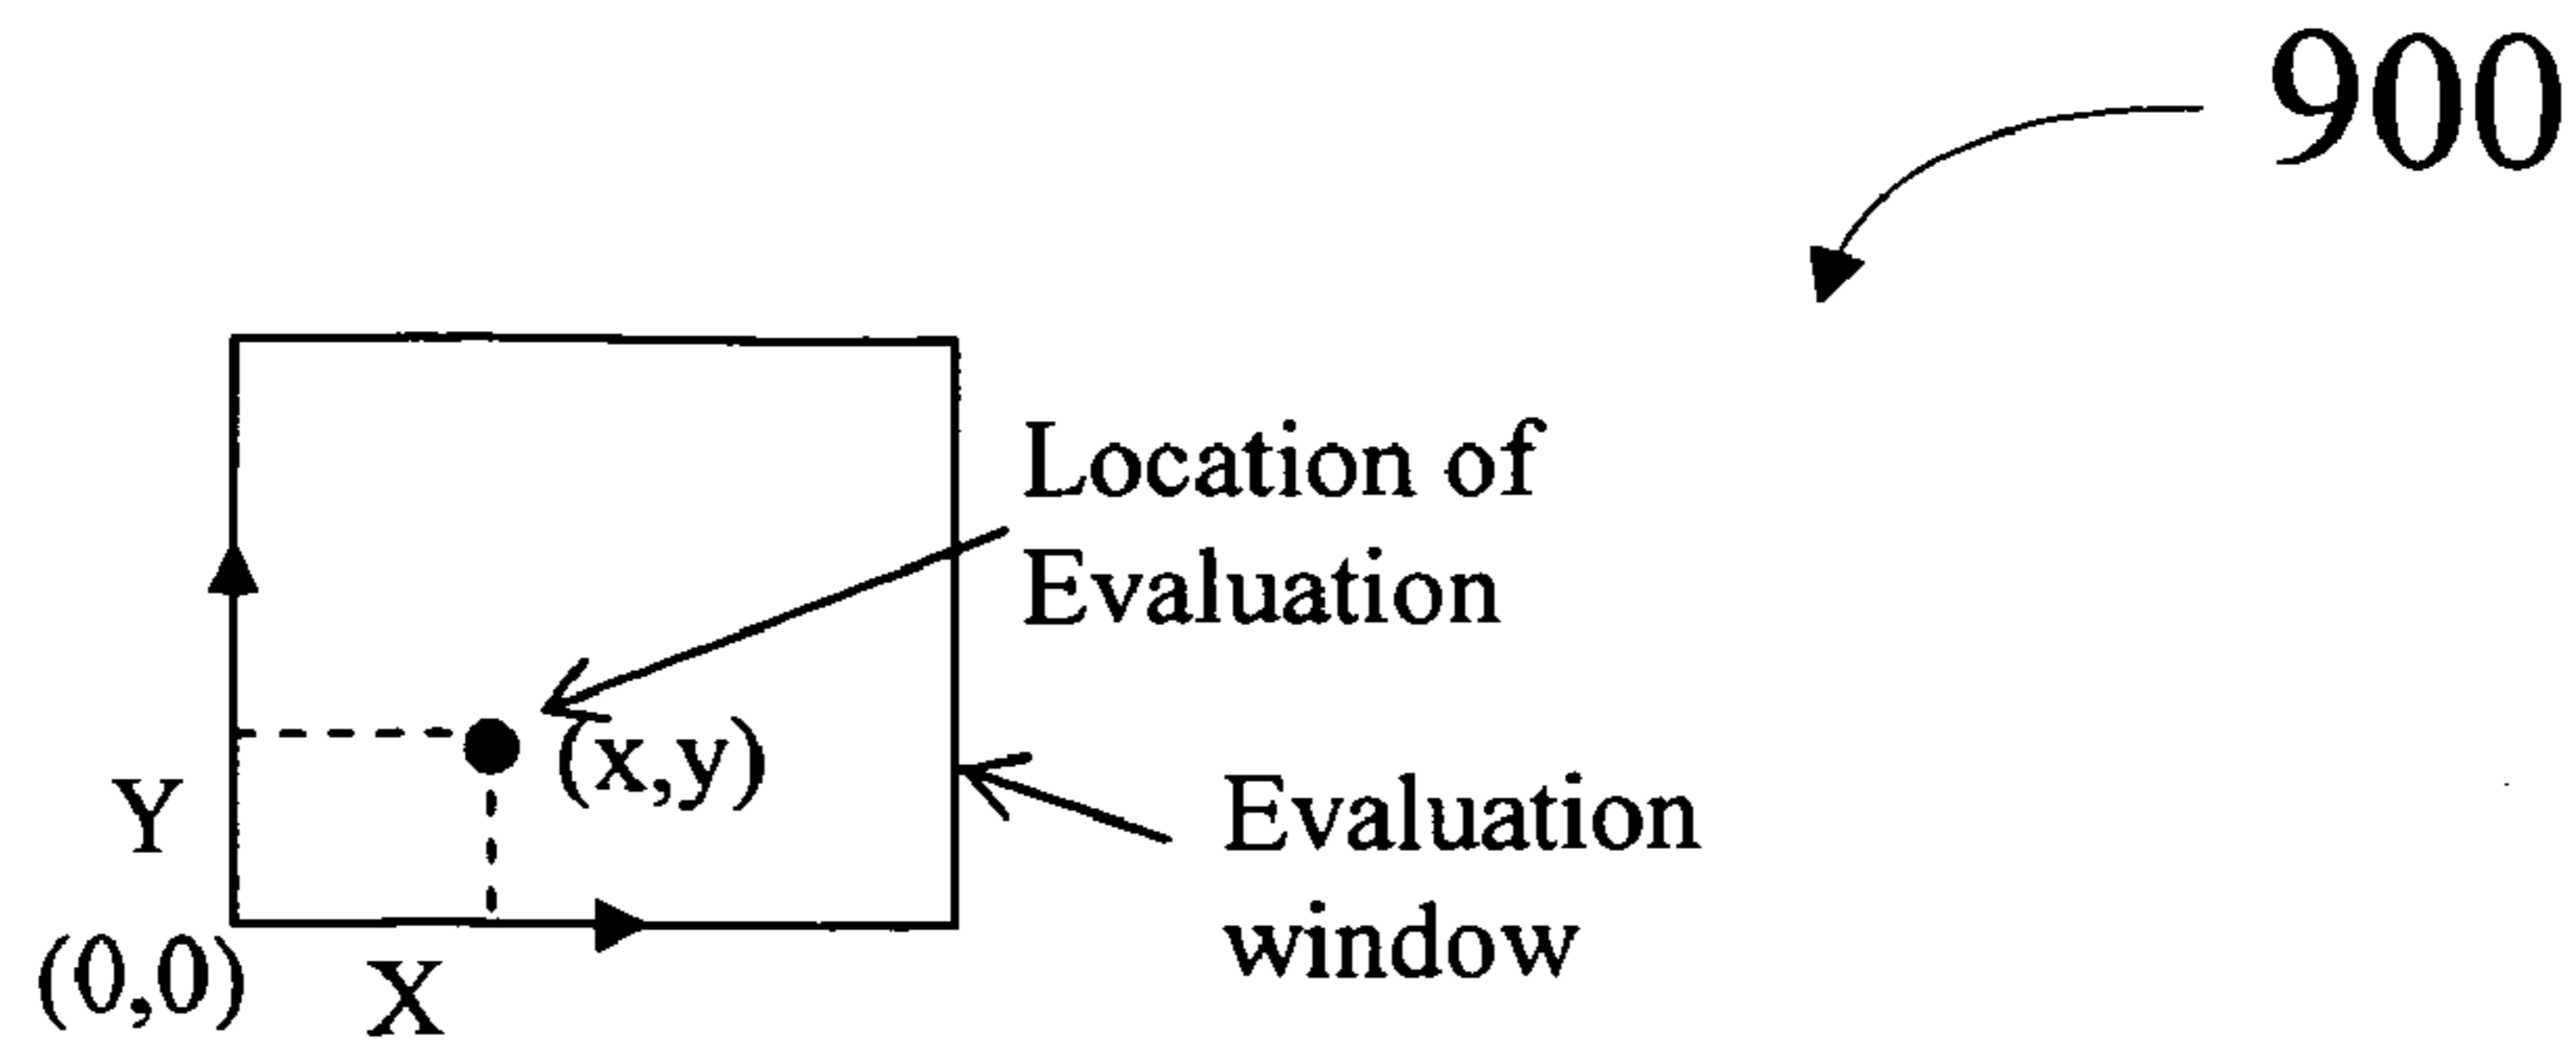 900
Location of
Evaluation
(x,y)
Y
Evaluation
window
(0,0)
X